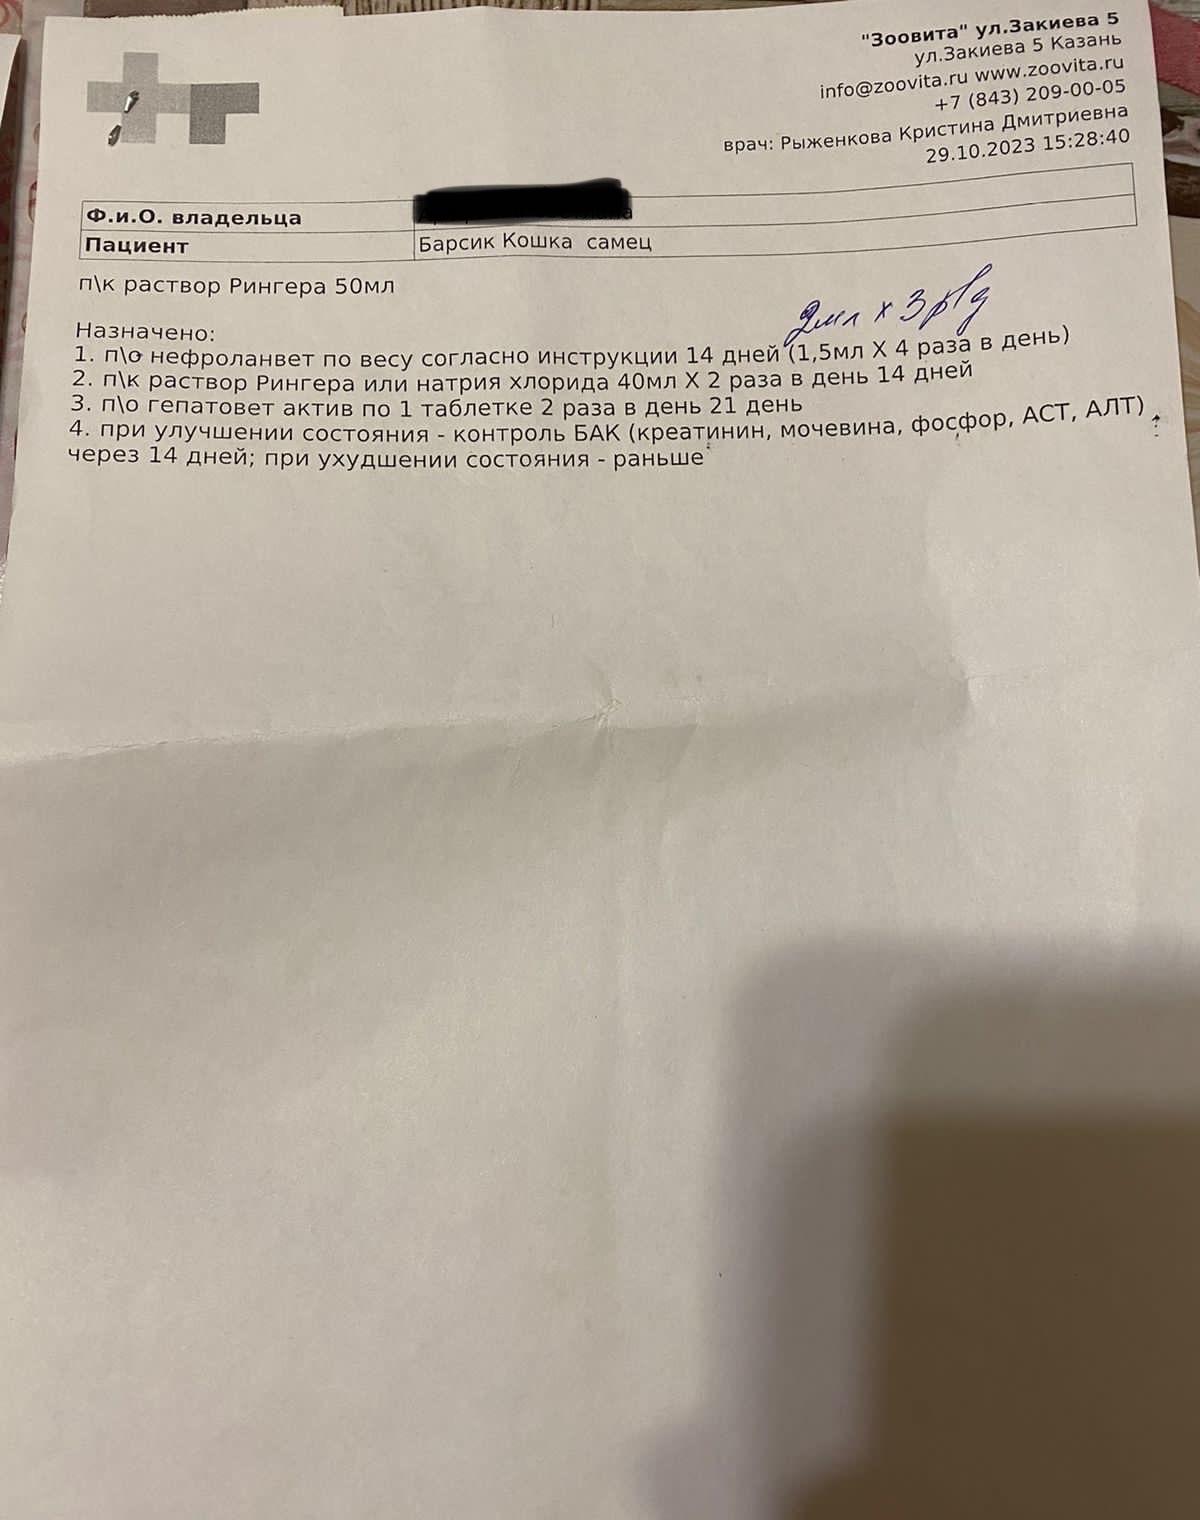 "Зоовита" ул.Закиева 5
ул.Закиева 5 Казань
info@zoovita.ru www.zoovita.ru
+7 (843) 209-00-05
врач: Рыженкова Кристина Дмитриевна
29.10.2023 15:28:40
Ф.и.О. владельца
Пациент Барсик Кошка самец
п\к раствор Рингера 50мл
2мл х 3 р/д
Назначено:
1. п\о нефроланвет по весу согласно инструкции 14 дней (1,5мл Х 4 раза в день)
2. п\к раствор Рингера или натрия хлорида 40мл Х 2 раза в день 14 дней
3. п\о гепатовет актив по 1 таблетке 2 раза в день 21 день
4. при улучшении состояния - контроль БАК (креатинин, мочевина, фосфор, АСТ, АЛТ)
через 14 дней; при ухудшении состояния - раньше